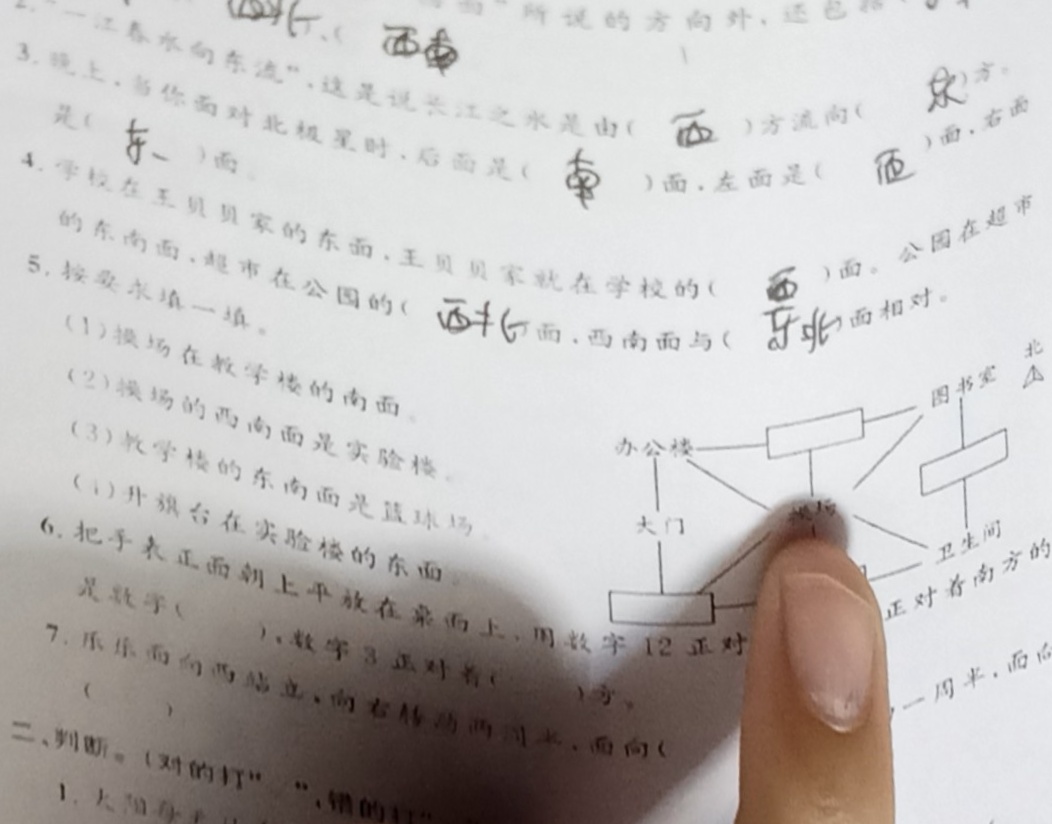 面"所说的方向外,还包括
西南
"一江春水向东流",这是说长江之水是由( 西 )方流向( 东 )方。
3.晚上,当你面对北极星时,后面是( 南 )面,左面是( 西 )面,右面
是( 东 )面。
4.学校在王贝贝家的东面,王贝贝家就在学校的( 西 )面。公园在超市
的东南面,超市在公园的( 西北 )面,西南面与( 东北 )面相对。
5.按要求填一填。
(1)操场在教学楼的南面。
(2)操场的西南面是实验楼。
(3)教学楼的东南面是篮球场
(4)升旗台在实验楼的东面
北
图书室
办公楼
操场
大门
卫生间
6.把手表正面朝上平放在桌面上,用数字12正对 正对着南方的
是数字( ),数字3正对着( )方。
7.乐乐面向西站立,向右转动两周半,面向( 一周半,面向
( )
二、判断。(对的打" ",错的打"
1.太阳